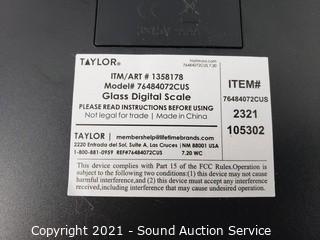 TAYLOR®
taylorusa.com
76484072CUS 7.20
ITM/ART # 1358178
Model# 76484072CUS
Glass Digital Scale
PLEASE READ INSTRUCTIONS BEFORE USING
Not legal for trade | Made in China
ITEM#
76484072CUS
2321
105302
TAYLOR | membershelp@lifetimebrands.com
2220 Entrada del Sol, Suite A, Las Cruces | NM 88001 USA
1-800-881-0959 REF#76484072CUS 7.20 WC
This device complies with Part 15 of the FCC Rules.Operation is
subject to the following two conditions:(1) this device may not cause
harmful interference,and (2) this device must accept any interference
received,including interference that may cause undesired operation.
Copyright 2021 - Sound Auction Service